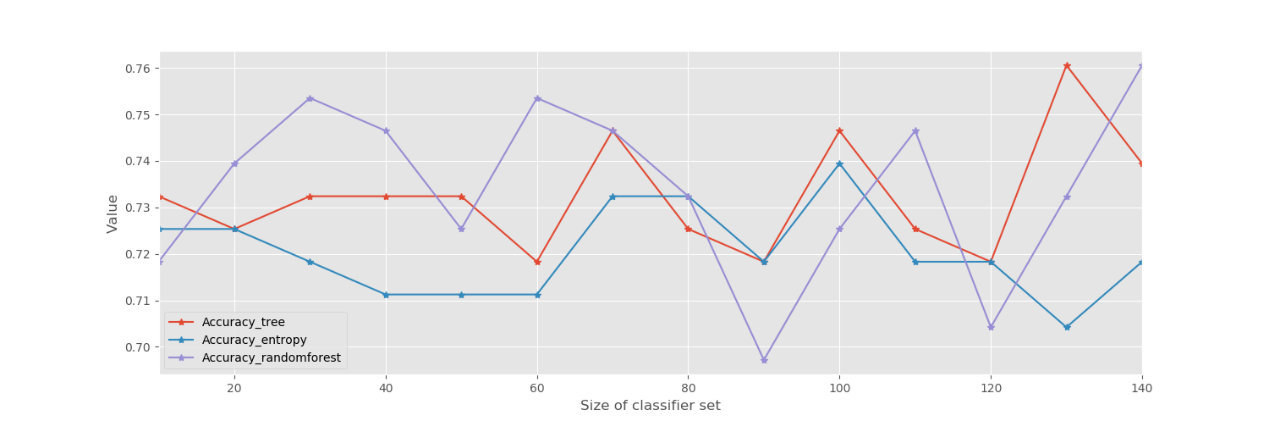 0.76
0.75
0.74
0.73
0.72
0.71
0.70
Value
Accuracy_tree
Accuracy_entropy
Accuracy_randomforest
20 40 60 80 100 120 140
Size of classifier set